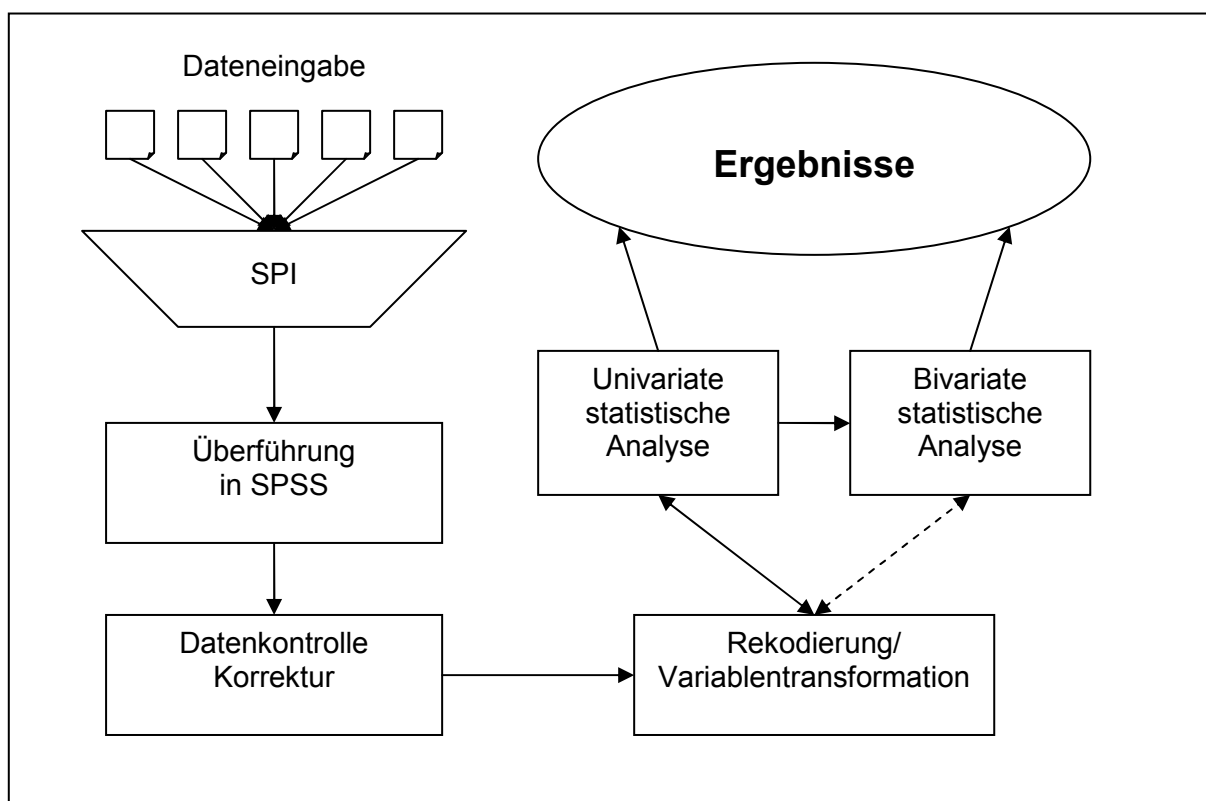 Dateneingabe
SPI
Überführung
in SPSS
Datenkontrolle
Korrektur
Rekodierung/
Variablentransformation
Univariate
statistische
Analyse
Bivariate
statistische
Analyse
Ergebnisse